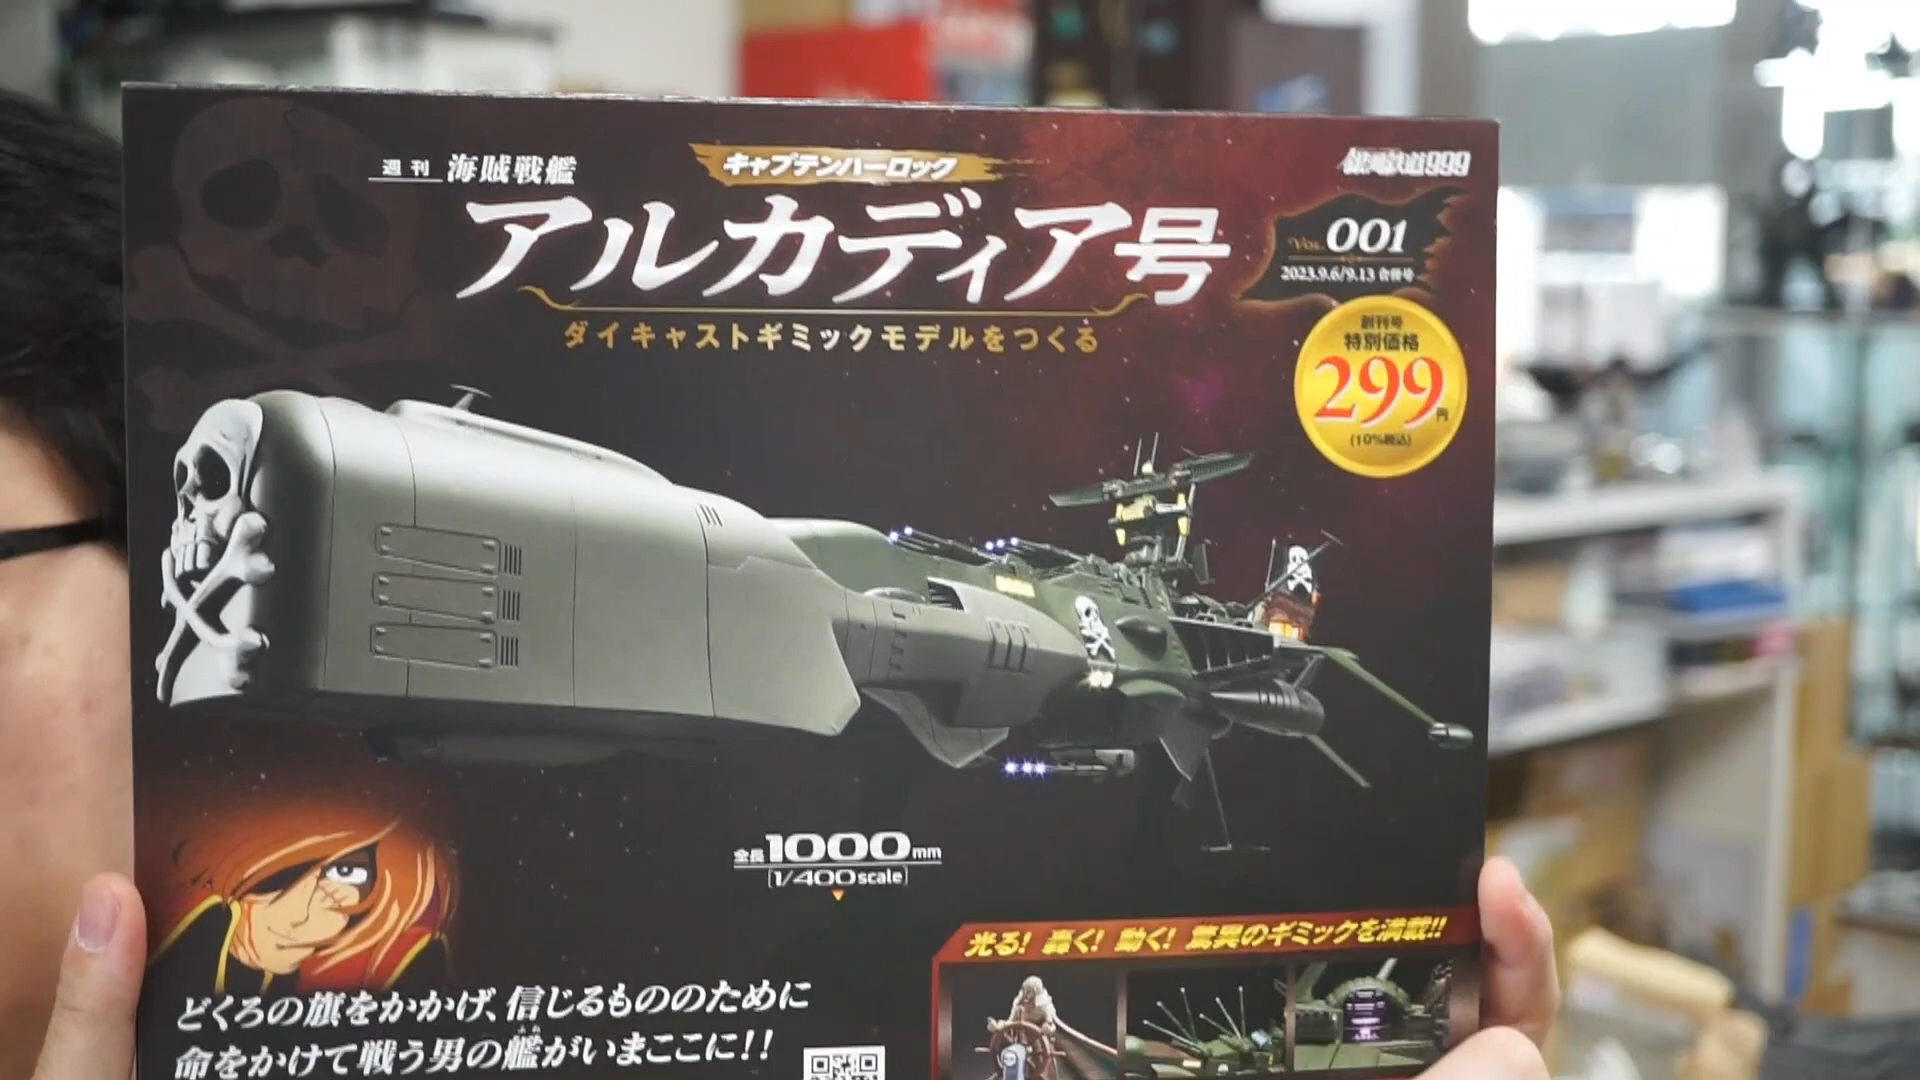 週刊 海賊戦艦
キャプテンハーロック
銀河鉄道999
アルカディア号
Vol. 001
2023.9.6/9.13 合併号
ダイキャストギミックモデルをつくる
創刊号
特別価格
299円
(10%税込)
全長1000mm
[1/400scale]
光る! 轟く! 動く! 驚異のギミックを満載!!
どくろの旗をかかげ、信じるもののために
命をかけて戦う男の艦がいまここに!!